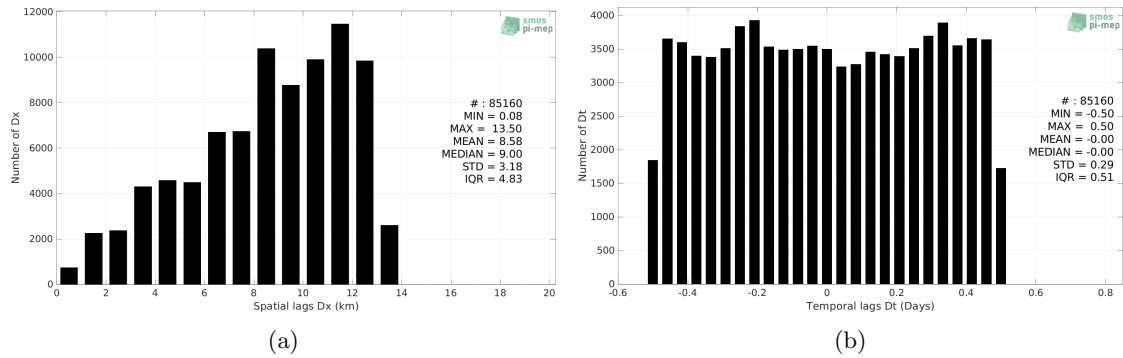 12000
10000
8000
6000
4000
2000
0
Number of Dx
0 2 4 6 8 10 12 14 16 18 20
Spatial lags Dx (km)
smos
pi-mep
# : 85160
MIN = 0.08
MAX = 13.50
MEAN = 8.58
MEDIAN = 9.00
STD = 3.18
IQR = 4.83
(a)
4000
3500
3000
2500
2000
1500
1000
500
0
Number of Dt
-0.6 -0.4 -0.2 0 0.2 0.4 0.6 0.8
Temporal lags Dt (Days)
smos
pi-mep
# : 85160
MIN = -0.50
MAX = 0.50
MEAN = -0.00
MEDIAN = -0.00
STD = 0.29
IQR = 0.51
(b)